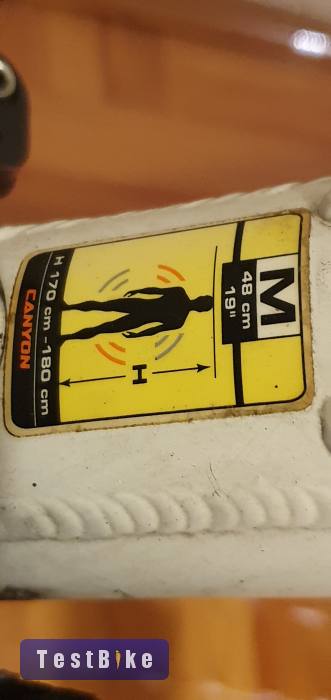 M
48 cm
19"
H
H 170 cm - 180 cm
CANYON
TestBike